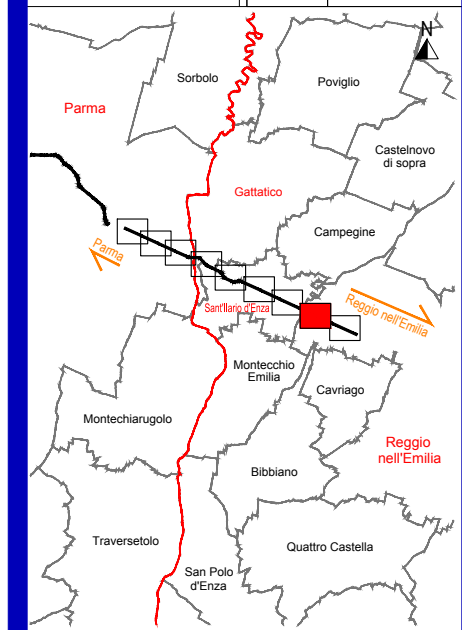 N
Sorbolo
Poviglio
Parma
Castelnovo
di sopra
Gattatico
Campegine
Parma
Reggio nell'Emilia
Sant'Ilario d'Enza
Montecchio
Emilia
Cavriago
Montechiarugolo
Reggio
nell'Emilia
Bibbiano
Traversetolo
Quattro Castella
San Polo
d'Enza